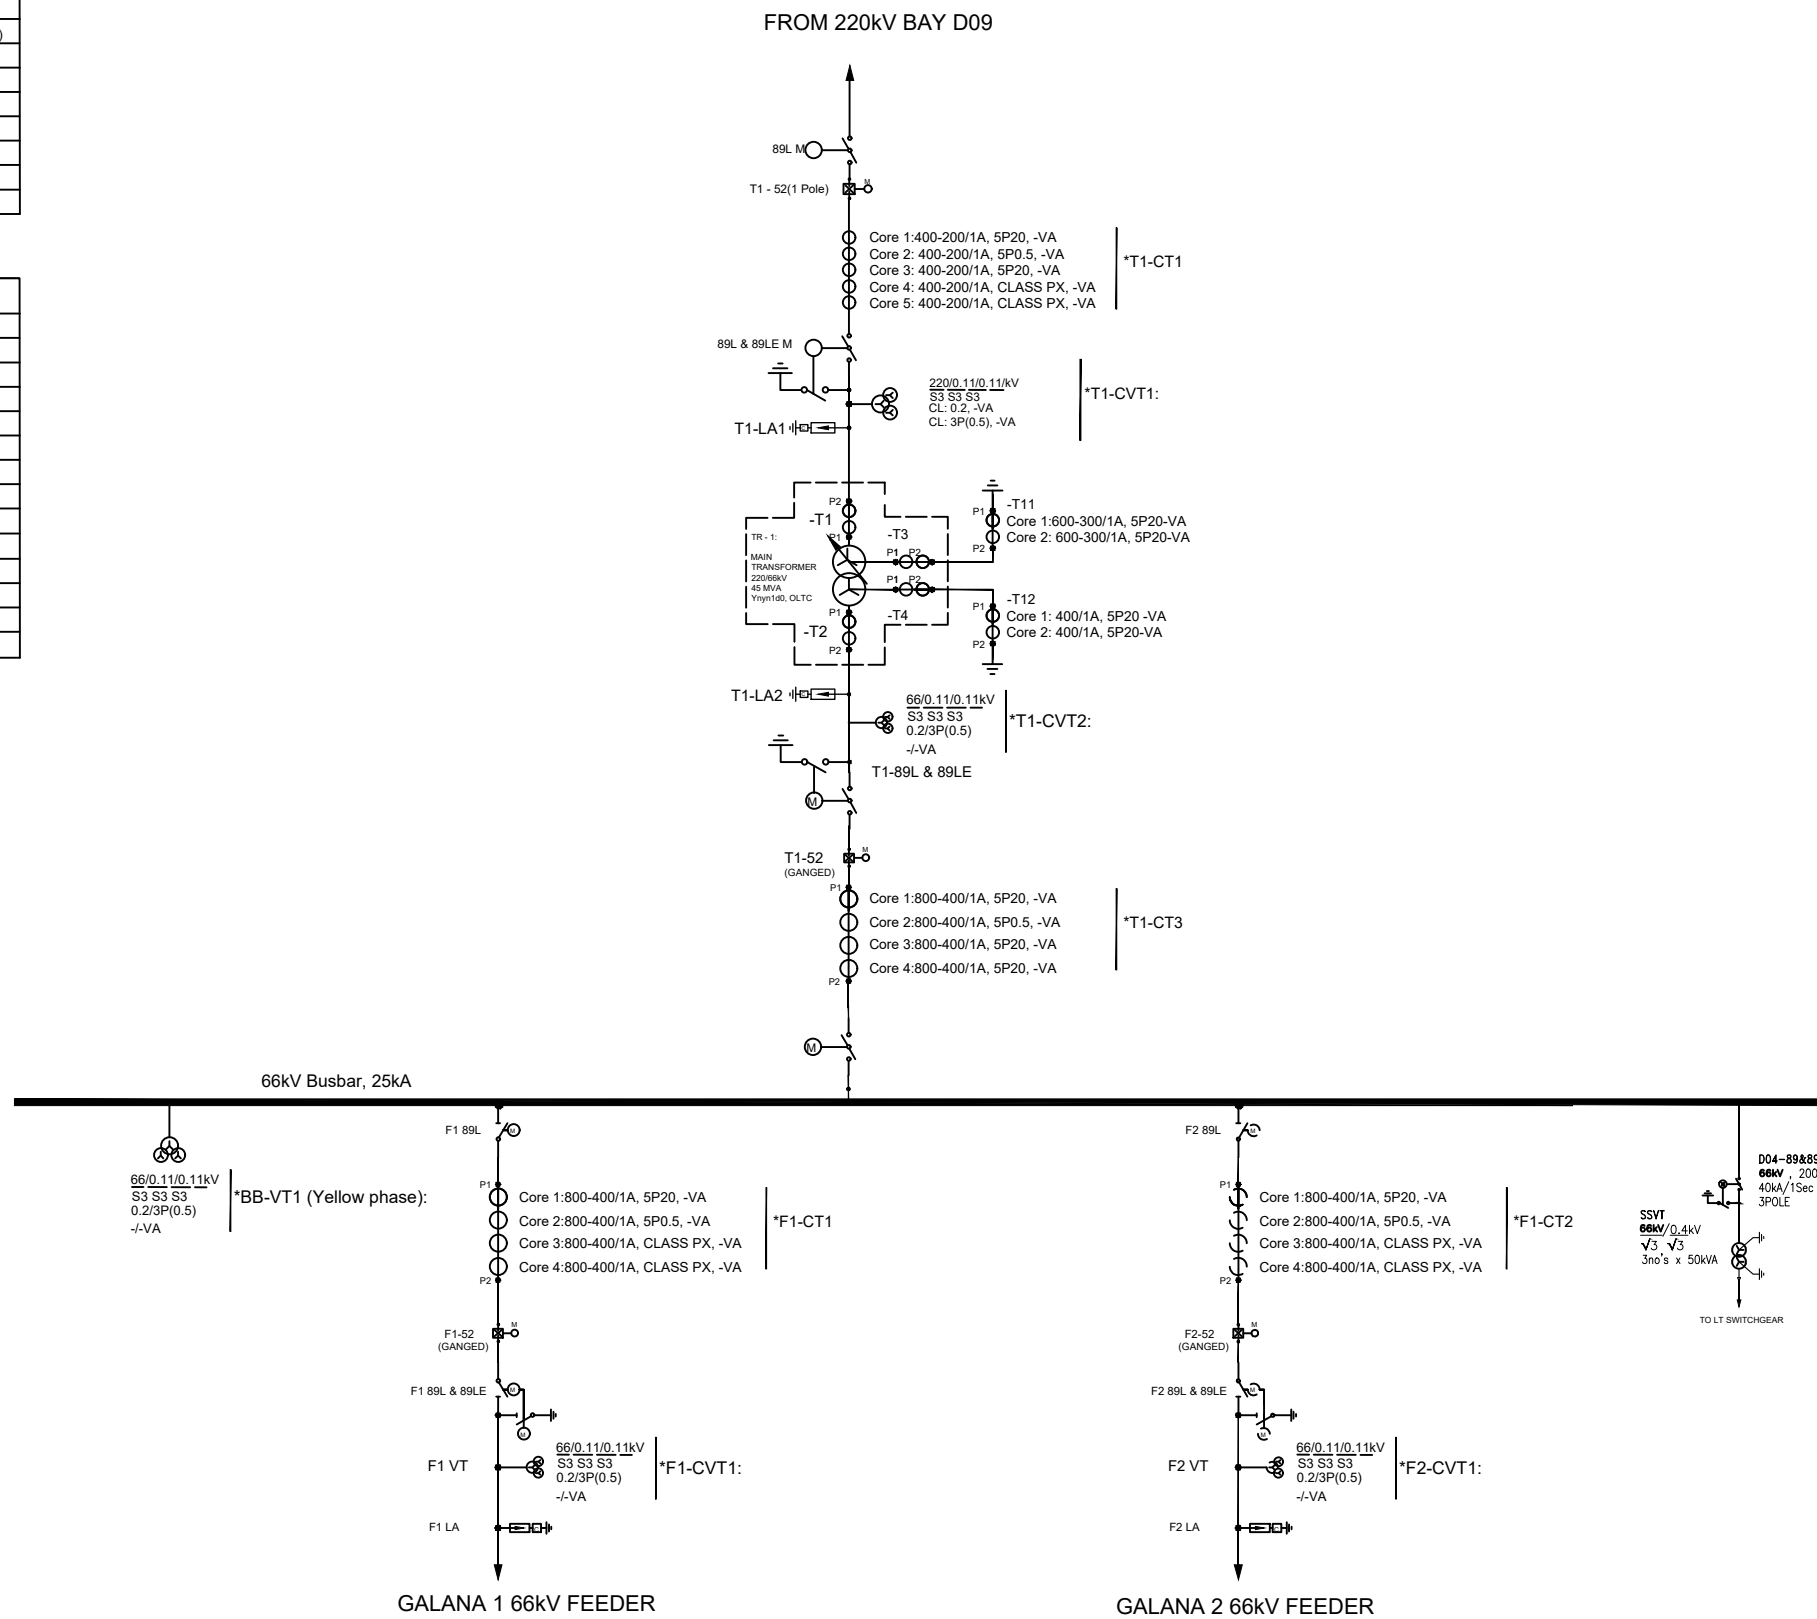 )
FROM 220kV BAY D09
89L M
T1 - 52(1 Pole)
M
Core 1:400-200/1A, 5P20, -VA
Core 2: 400-200/1A, 5P0.5, -VA
Core 3: 400-200/1A, 5P20, -VA
Core 4: 400-200/1A, CLASS PX, -VA
Core 5: 400-200/1A, CLASS PX, -VA
*T1-CT1
89L & 89LE M
220/0.11/0.11/kV
S3 S3 S3
CL: 0.2, -VA
CL: 3P(0.5), -VA
*T1-CVT1:
T1-LA1
P2
-T1
P1
TR - 1:
MAIN
TRANSFORMER
220/66kV
45 MVA
Ynyn1d0, OLTC
-T3
P1 P2
P1 P2
-T4
P1
-T2
P2
-T11
P1
Core 1:600-300/1A, 5P20-VA
Core 2: 600-300/1A, 5P20-VA
P2
-T12
P1
Core 1: 400/1A, 5P20 -VA
Core 2: 400/1A, 5P20-VA
P2
T1-LA2
66/0.11/0.11kV
S3 S3 S3
0.2/3P(0.5)
-/-VA
*T1-CVT2:
T1-89L & 89LE
M
T1-52
(GANGED)
M
P1
Core 1:800-400/1A, 5P20, -VA
Core 2:800-400/1A, 5P0.5, -VA
Core 3:800-400/1A, 5P20, -VA
Core 4:800-400/1A, 5P20, -VA
P2
*T1-CT3
M
66kV Busbar, 25kA
66/0.11/0.11kV
S3 S3 S3
0.2/3P(0.5)
-/-VA
*BB-VT1 (Yellow phase):
F1 89L
M
P1
Core 1:800-400/1A, 5P20, -VA
Core 2:800-400/1A, 5P0.5, -VA
Core 3:800-400/1A, CLASS PX, -VA
Core 4:800-400/1A, CLASS PX, -VA
P2
*F1-CT1
F1-52
(GANGED)
M
F1 89L & 89LE
M
M
F1 VT
66/0.11/0.11kV
S3 S3 S3
0.2/3P(0.5)
-/-VA
*F1-CVT1:
F1 LA
GALANA 1 66kV FEEDER
F2 89L
M
P1
Core 1:800-400/1A, 5P20, -VA
Core 2:800-400/1A, 5P0.5, -VA
Core 3:800-400/1A, CLASS PX, -VA
Core 4:800-400/1A, CLASS PX, -VA
P2
*F1-CT2
F2-52
(GANGED)
M
F2 89L & 89LE
M
M
F2 VT
66/0.11/0.11kV
S3 S3 S3
0.2/3P(0.5)
-/-VA
*F2-CVT1:
F2 LA
GALANA 2 66kV FEEDER
D04-89&89
66kV , 200
40kA/1Sec
3POLE
SSVT
66kV/0.4kV
√3 √3
3no's x 50kVA
TO LT SWITCHGEAR